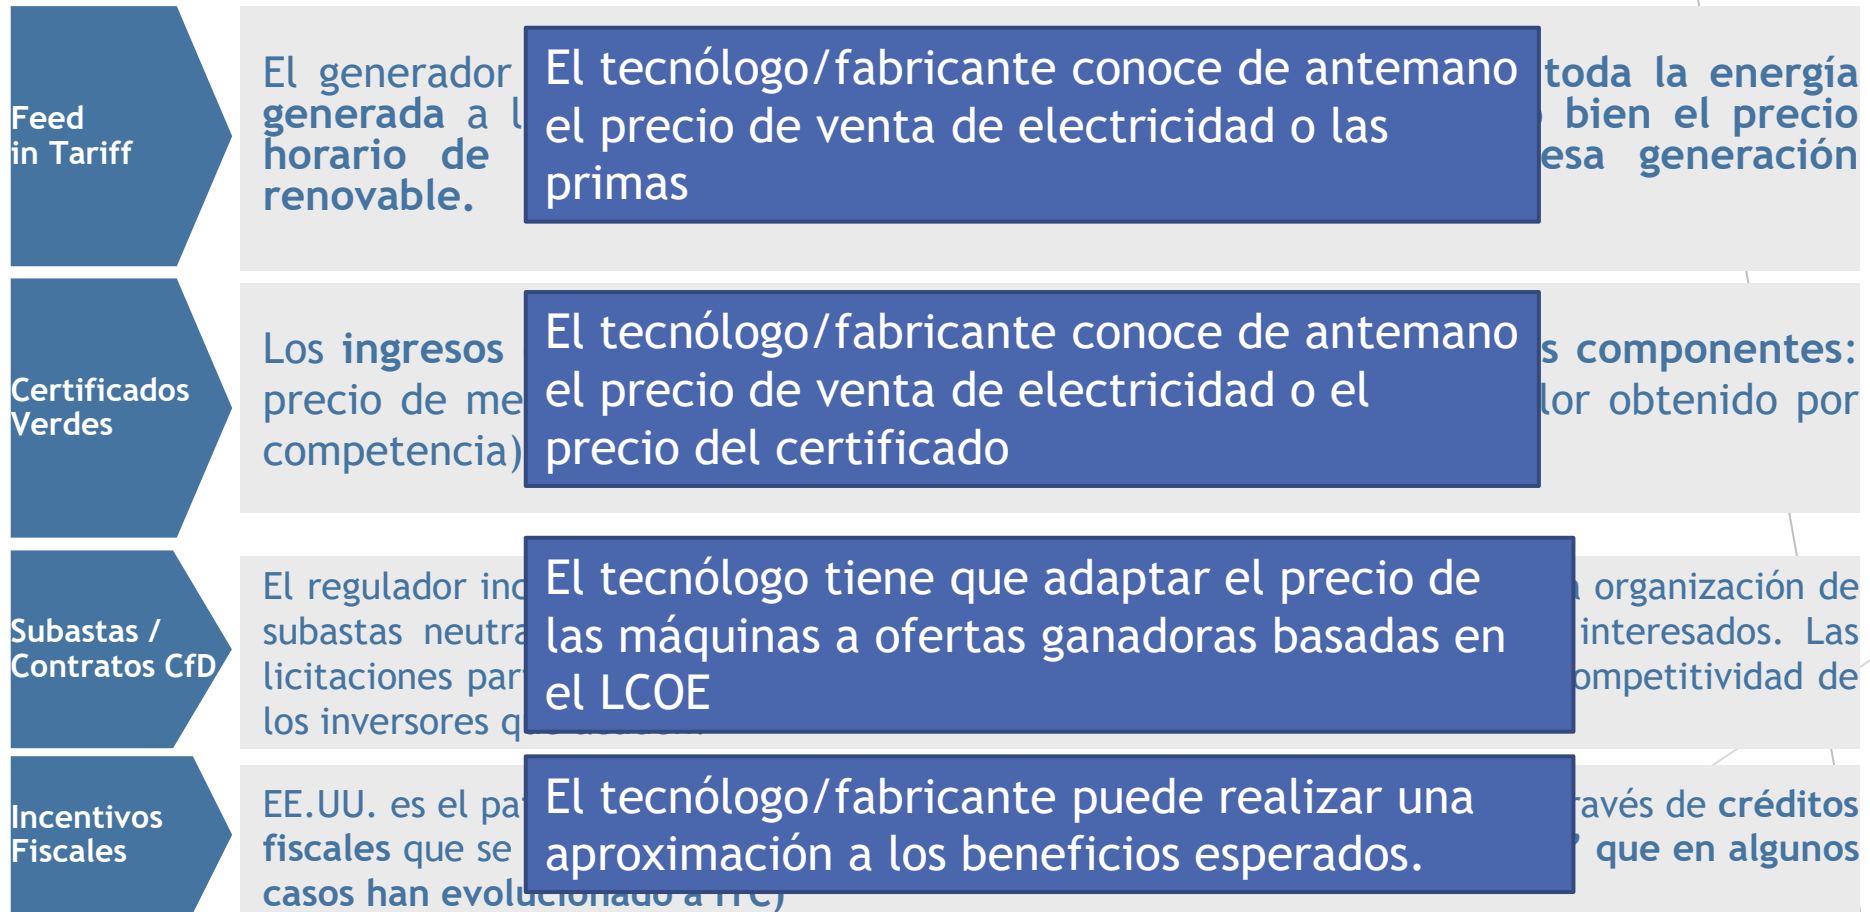 Feed
in Tariff
El generador
generada a l
horario de
renovable.
El tecnólogo/fabricante conoce de antemano
el precio de venta de electricidad o las
primas
toda la energía
bien el precio
esa generación
Certificados
Verdes
Los ingresos
precio de me
competencia)
El tecnólogo/fabricante conoce de antemano
el precio de venta de electricidad o el
precio del certificado
s componentes:
lor obtenido por
Subastas /
Contratos CfD
El regulador inc
subastas neutra
licitaciones par
los inversores
El tecnólogo tiene que adaptar el precio de
las máquinas a ofertas ganadoras basadas en
el LCOE
organización de
interesados. Las
ompetitividad de
Incentivos
Fiscales
EE.UU. es el pa
fiscales que se
casos han evolucionado a ITC)
El tecnólogo/fabricante puede realizar una
aproximación a los beneficios esperados.
ravés de créditos
que en algunos